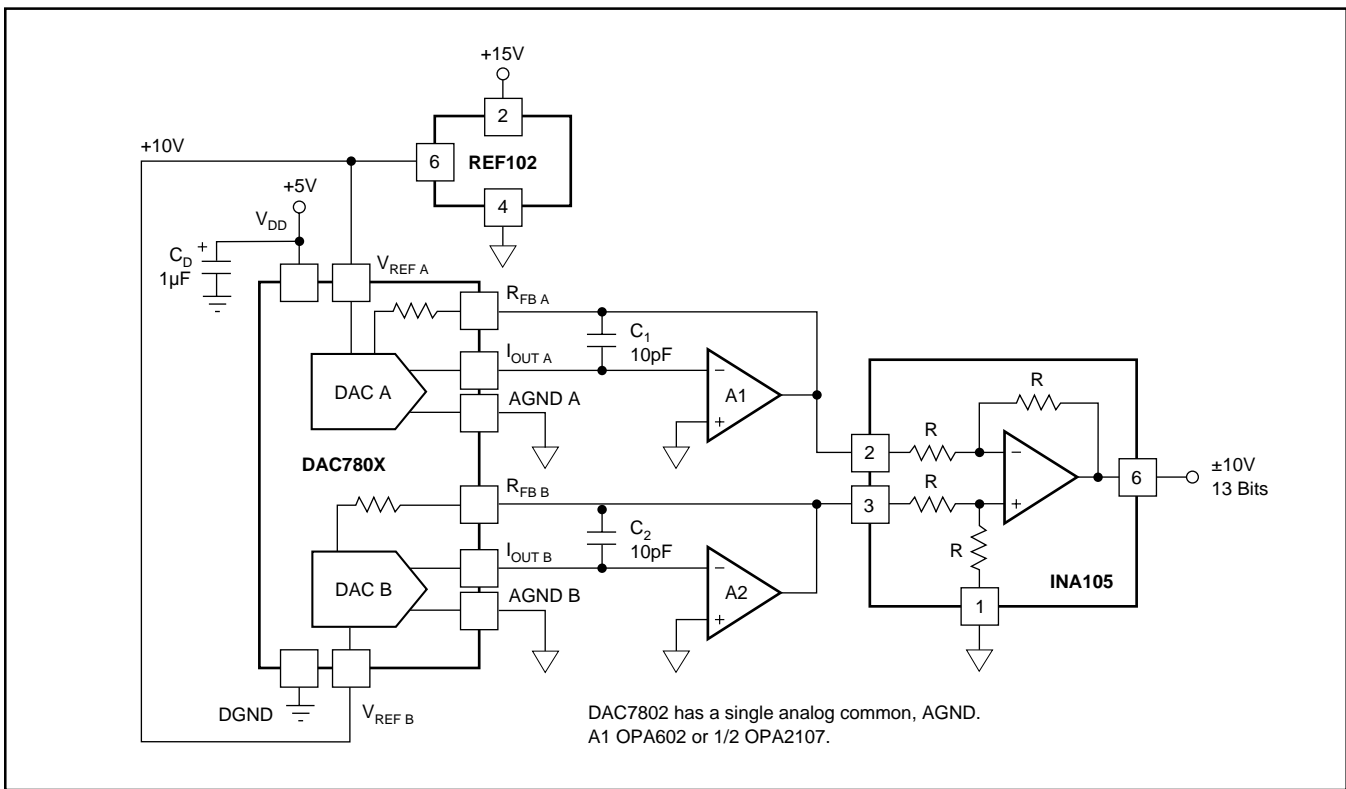 +15V
2
+10V
6
REF102
+5V
4
V_DD
C_D
+
1µF
V_REF A
R_FB A
C_1
10pF
I_OUT A
DAC A
A1
−
+
AGND A
R
R
2
−
DAC780X
R_FB B
3
R
+
6
±10V
13 Bits
C_2
10pF
R
I_OUT B
DAC B
−
A2
+
AGND B
INA105
1
DGND
V_REF B
DAC7802 has a single analog common, AGND.
A1 OPA602 or 1/2 OPA2107.